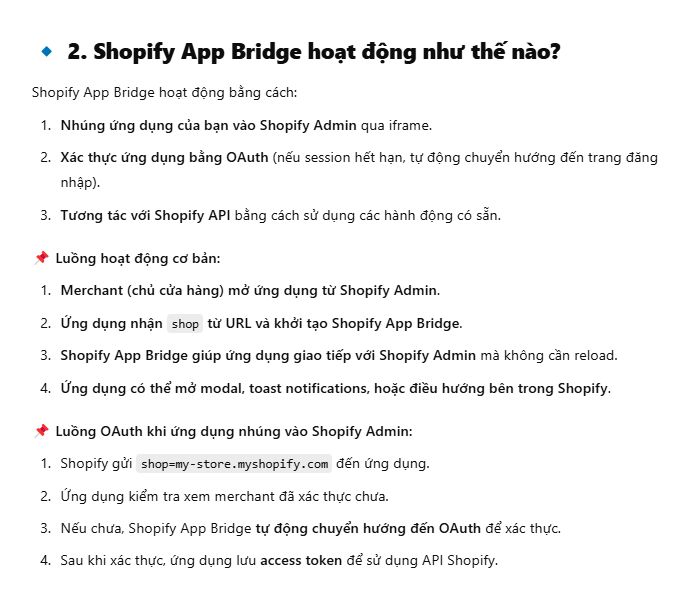 🔹 2. Shopify App Bridge hoạt động như thế nào?
Shopify App Bridge hoạt động bằng cách:
1. Nhúng ứng dụng của bạn vào Shopify Admin qua iframe.
2. Xác thực ứng dụng bằng OAuth (nếu session hết hạn, tự động chuyển hướng đến trang đăng
nhập).
3. Tương tác với Shopify API bằng cách sử dụng các hành động có sẵn.
📌 Luồng hoạt động cơ bản:
1. Merchant (chủ cửa hàng) mở ứng dụng từ Shopify Admin.
2. Ứng dụng nhận shop từ URL và khởi tạo Shopify App Bridge.
3. Shopify App Bridge giúp ứng dụng giao tiếp với Shopify Admin mà không cần reload.
4. Ứng dụng có thể mở modal, toast notifications, hoặc điều hướng bên trong Shopify.
📌 Luồng OAuth khi ứng dụng nhúng vào Shopify Admin:
1. Shopify gửi shop=my-store.myshopify.com đến ứng dụng.
2. Ứng dụng kiểm tra xem merchant đã xác thực chưa.
3. Nếu chưa, Shopify App Bridge tự động chuyển hướng đến OAuth để xác thực.
4. Sau khi xác thực, ứng dụng lưu access token để sử dụng API Shopify.